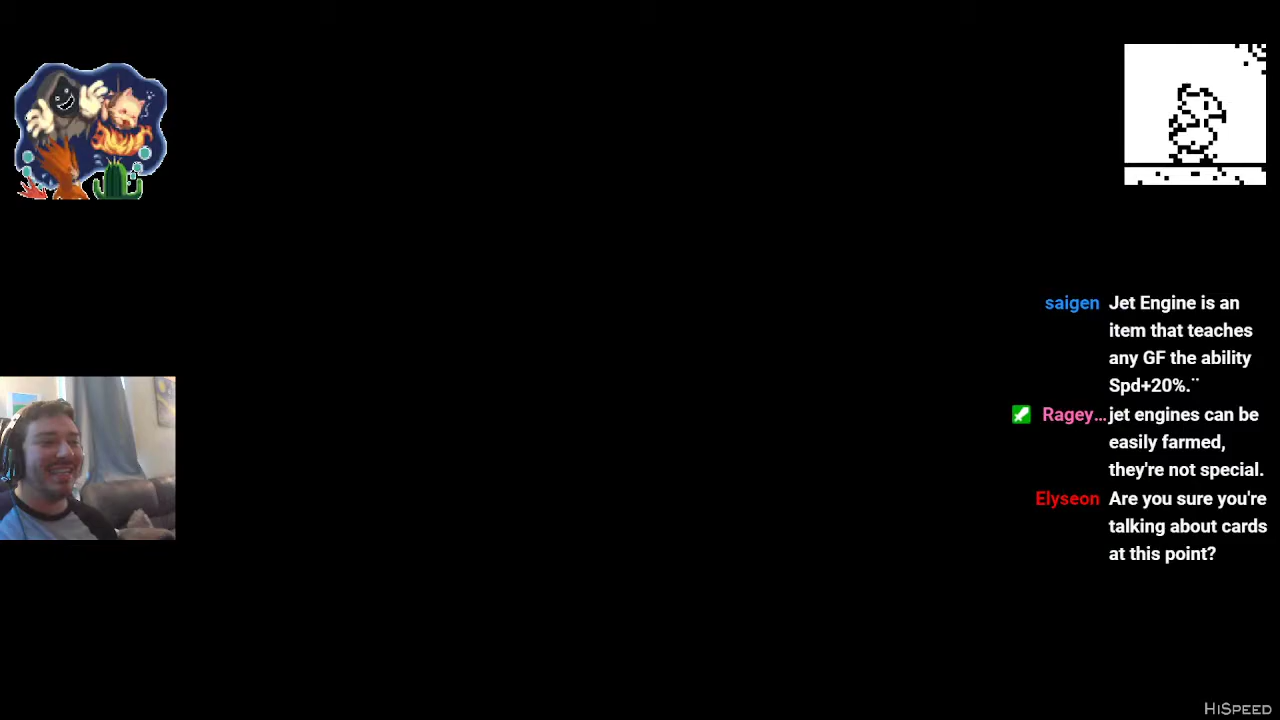 saigen Jet Engine is an
item that teaches
any GF the ability
Spd+20%.¨
Ragey… jet engines can be
easily farmed,
they're not special.
Elyseon Are you sure you're
talking about cards
at this point?
HISPEED